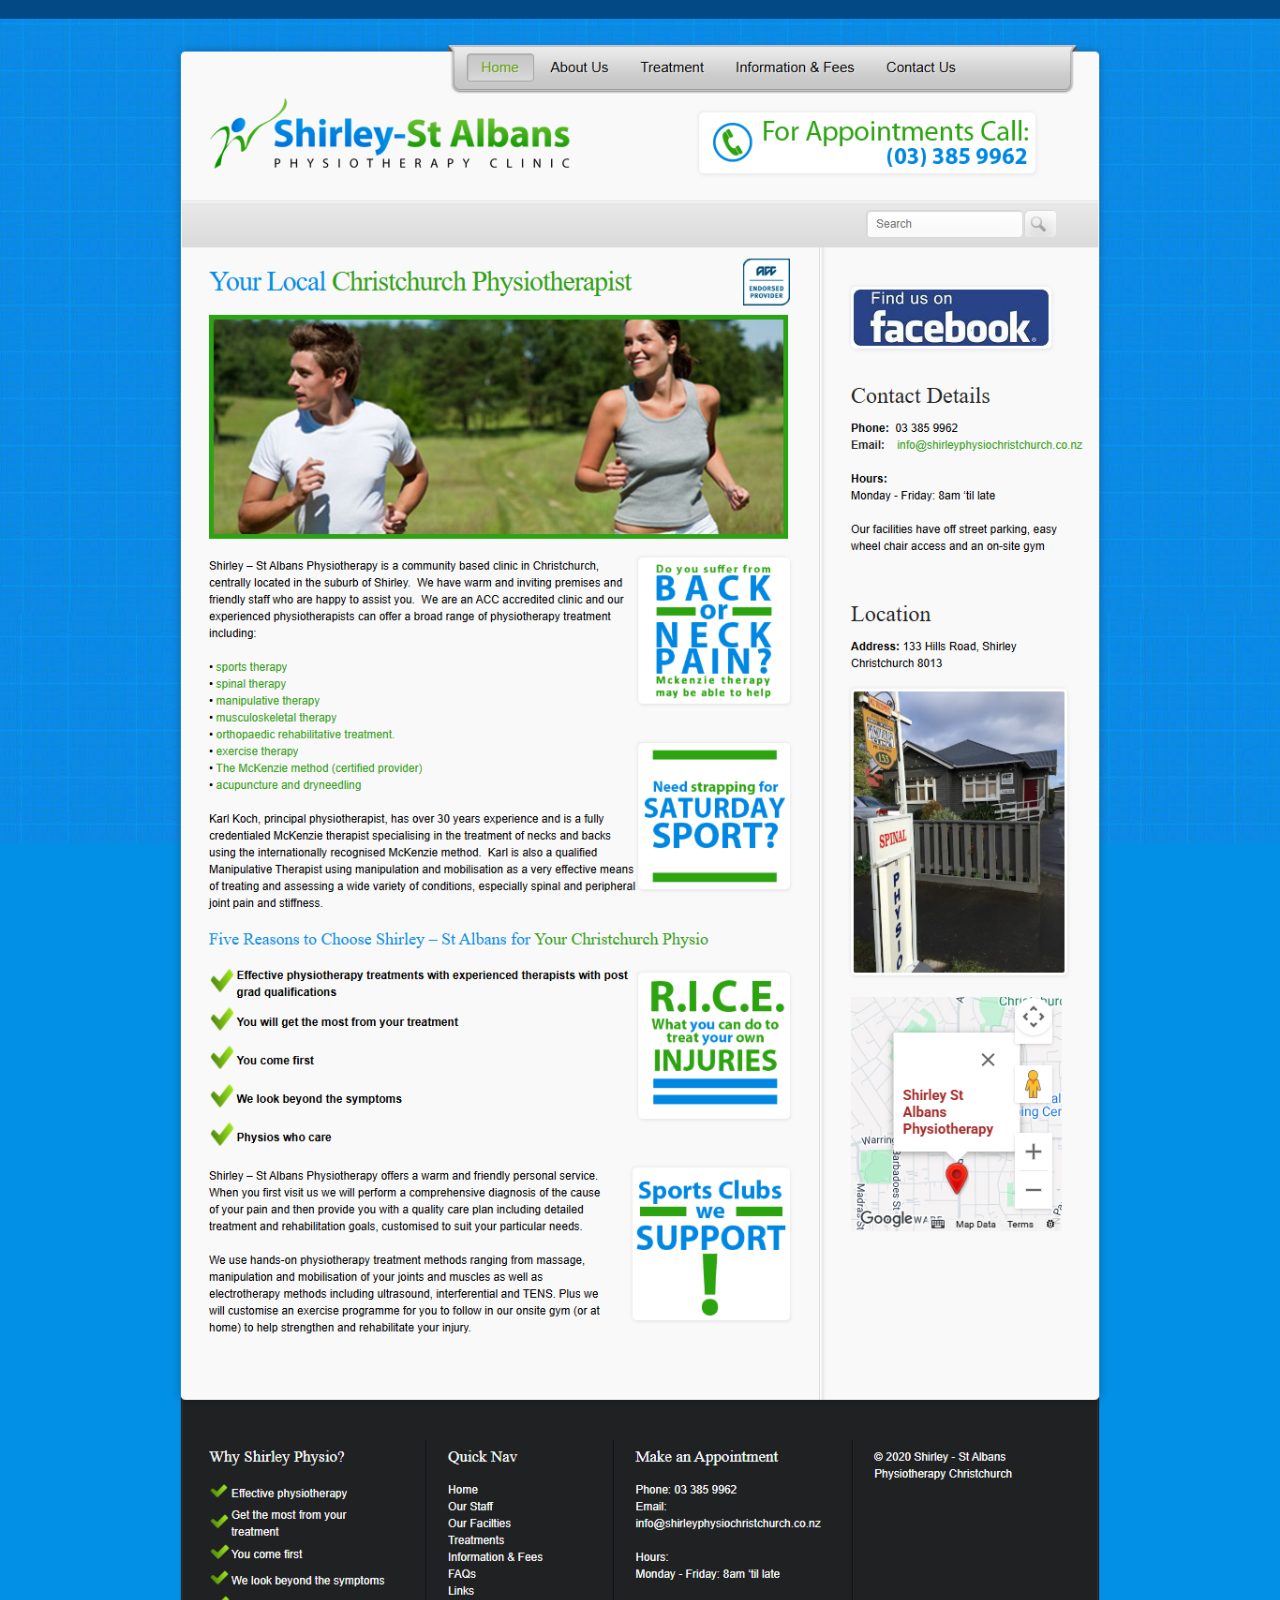 Home About Us Treatment Information & Fees Contact Us
Shirley-St Albans
PHYSIOTHERAPY CLINIC
For Appointments Call:
(03) 385 9962
Search
Your Local Christchurch Physiotherapist
ACC
ENDORSED
PROVIDER
Shirley – St Albans Physiotherapy is a community based clinic in Christchurch,
centrally located in the suburb of Shirley.  We have warm and inviting premises and
friendly staff who are happy to assist you.  We are an ACC accredited clinic and our
experienced physiotherapists can offer a broad range of physiotherapy treatment
including:
• sports therapy
• spinal therapy
• manipulative therapy
• musculoskeletal therapy
• orthopaedic rehabilitative treatment.
• exercise therapy
• The McKenzie method (certified provider)
• acupuncture and dryneedling
Karl Koch, principal physiotherapist, has over 30 years experience and is a fully
credentialed McKenzie therapist specialising in the treatment of necks and backs
using the internationally recognised McKenzie method.  Karl is also a qualified
Manipulative Therapist using manipulation and mobilisation as a very effective means
of treating and assessing a wide variety of conditions, especially spinal and peripheral
joint pain and stiffness.
Do you suffer from
BACK
or
NECK
PAIN?
Mckenzie therapy
may be able to help
Need strapping for
SATURDAY
SPORT?
Five Reasons to Choose Shirley – St Albans for Your Christchurch Physio
Effective physiotherapy treatments with experienced therapists with post
grad qualifications
You will get the most from your treatment
You come first
We look beyond the symptoms
Physios who care
R.I.C.E.
What you can do to
treat your own
INJURIES
Shirley – St Albans Physiotherapy offers a warm and friendly personal service.
When you first visit us we will perform a comprehensive diagnosis of the cause
of your pain and then provide you with a quality care plan including detailed
treatment and rehabilitation goals, customised to suit your particular needs.
We use hands-on physiotherapy treatment methods ranging from massage,
manipulation and mobilisation of your joints and muscles as well as
electrotherapy methods including ultrasound, interferential and TENS. Plus we
will customise an exercise programme for you to follow in our onsite gym (or at
home) to help strengthen and rehabilitate your injury.
Sports Clubs
we
SUPPORT
!
Find us on
facebook.
Contact Details
Phone:  03 385 9962
Email:    info@shirleyphysiochristchurch.co.nz
Hours:
Monday - Friday: 8am 'til late
Our facilities have off street parking, easy
wheel chair access and an on-site gym
Location
Address: 133 Hills Road, Shirley
Christchurch 8013
SPINAL
PHYSIO
Shirley St
Albans
Physiotherapy
Barbadoes St
Madras St
Google
Map Data
Terms
Why Shirley Physio?
Effective physiotherapy
Get the most from your
treatment
You come first
We look beyond the symptoms
Quick Nav
Home
Our Staff
Our Facilties
Treatments
Information & Fees
FAQs
Links
Make an Appointment
Phone: 03 385 9962
Email:
info@shirleyphysiochristchurch.co.nz
Hours:
Monday - Friday: 8am 'til late
© 2020 Shirley - St Albans
Physiotherapy Christchurch